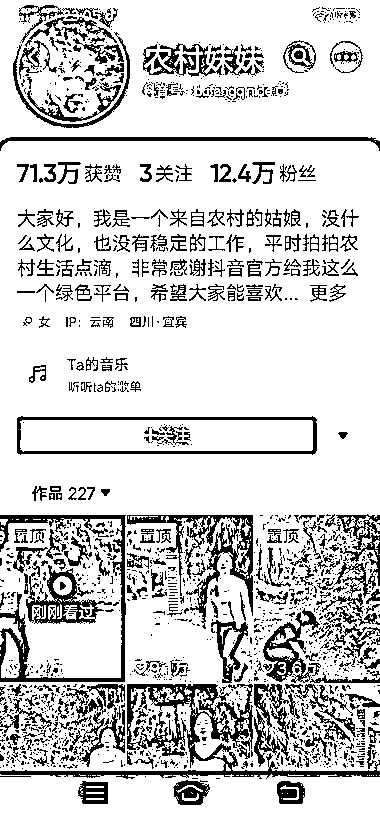 农村妹妹
71.3万 获赞 3 关注 12.4万 粉丝
大家好，我是一个来自农村的姑娘，没什
么文化，也没有稳定的工作，平时拍拍农
村生活点滴，非常感谢抖音官方给我这么
一个绿色平台，希望大家能喜欢... 更多
女 IP：云南 四川·宜宾
Ta的音乐
听听ta的歌单
+关注
作品 227
置顶 置顶 置顶
刚刚看过